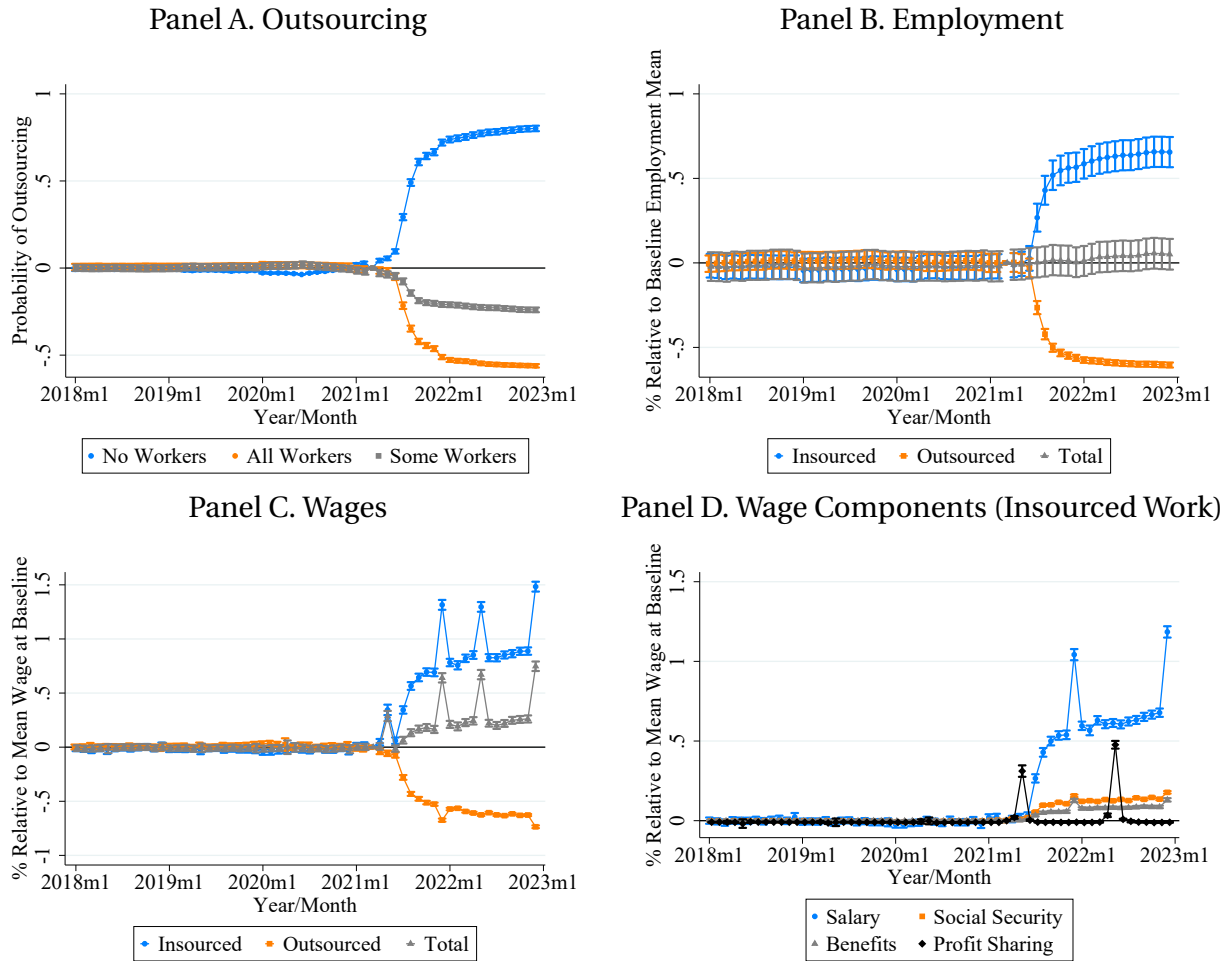 Panel A. Outsourcing
Probability of Outsourcing
1
.5
0
-.5
2018m1 2019m1 2020m1 2021m1 2022m1 2023m1
Year/Month
No Workers All Workers Some Workers
Panel B. Employment
% Relative to Baseline Employment Mean
1
.5
0
-.5
2018m1 2019m1 2020m1 2021m1 2022m1 2023m1
Year/Month
Insourced Outsourced Total
Panel C. Wages
% Relative to Mean Wage at Baseline
1.5
1
.5
0
-.5
-1
2018m1 2019m1 2020m1 2021m1 2022m1 2023m1
Year/Month
Insourced Outsourced Total
Panel D. Wage Components (Insourced Work)
% Relative to Mean Wage at Baseline
1.5
1
.5
0
2018m1 2019m1 2020m1 2021m1 2022m1 2023m1
Year/Month
Salary Social Security
Benefits Profit Sharing